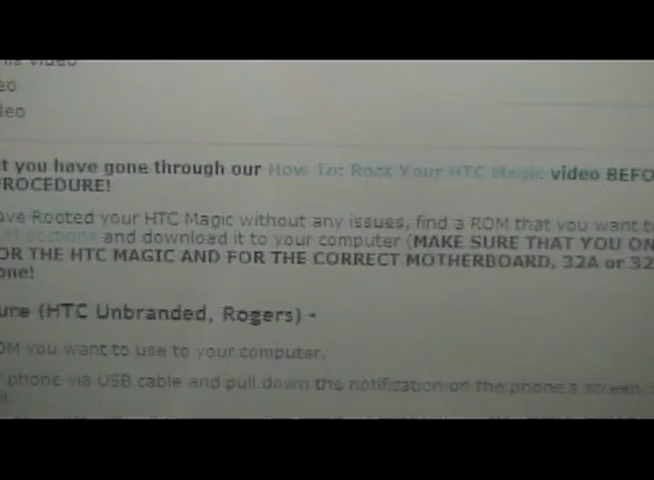 this video
eo
deo
t you have gone through our How To: Root Your HTC Magic video BEFO
ROCEDURE!
ave Rooted your HTC Magic without any issues, find a ROM that you want t
M sections and download it to your computer (MAKE SURE THAT YOU ON
OR THE HTC MAGIC AND FOR THE CORRECT MOTHERBOARD, 32A or 32
one!
ure (HTC Unbranded, Rogers) -
OM you want to use to your computer.
phone via USB cable and pull down the notification on the phone's screen